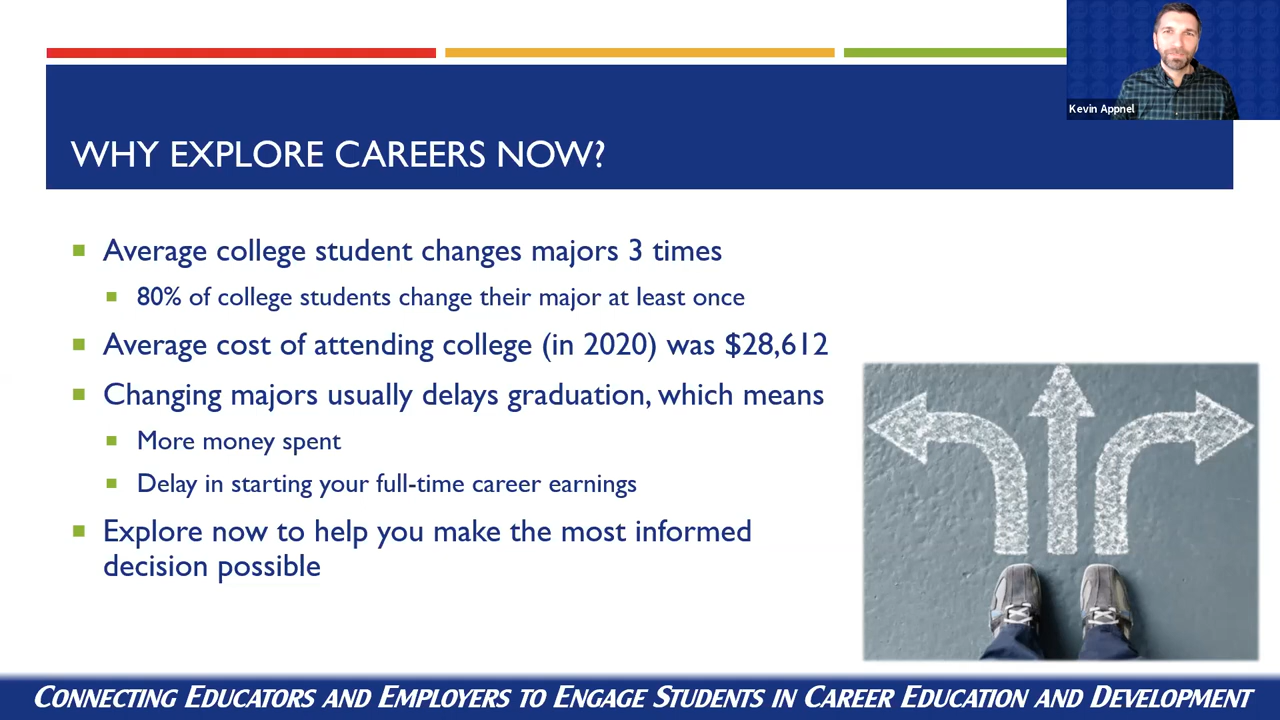 Kevin Appnel
WHY EXPLORE CAREERS NOW?
Average college student changes majors 3 times
80% of college students change their major at least once
Average cost of attending college (in 2020) was $28,612
Changing majors usually delays graduation, which means
More money spent
Delay in starting your full-time career earnings
Explore now to help you make the most informed
decision possible
CONNECTING EDUCATORS AND EMPLOYERS TO ENGAGE STUDENTS IN CAREER EDUCATION AND DEVELOPMENT